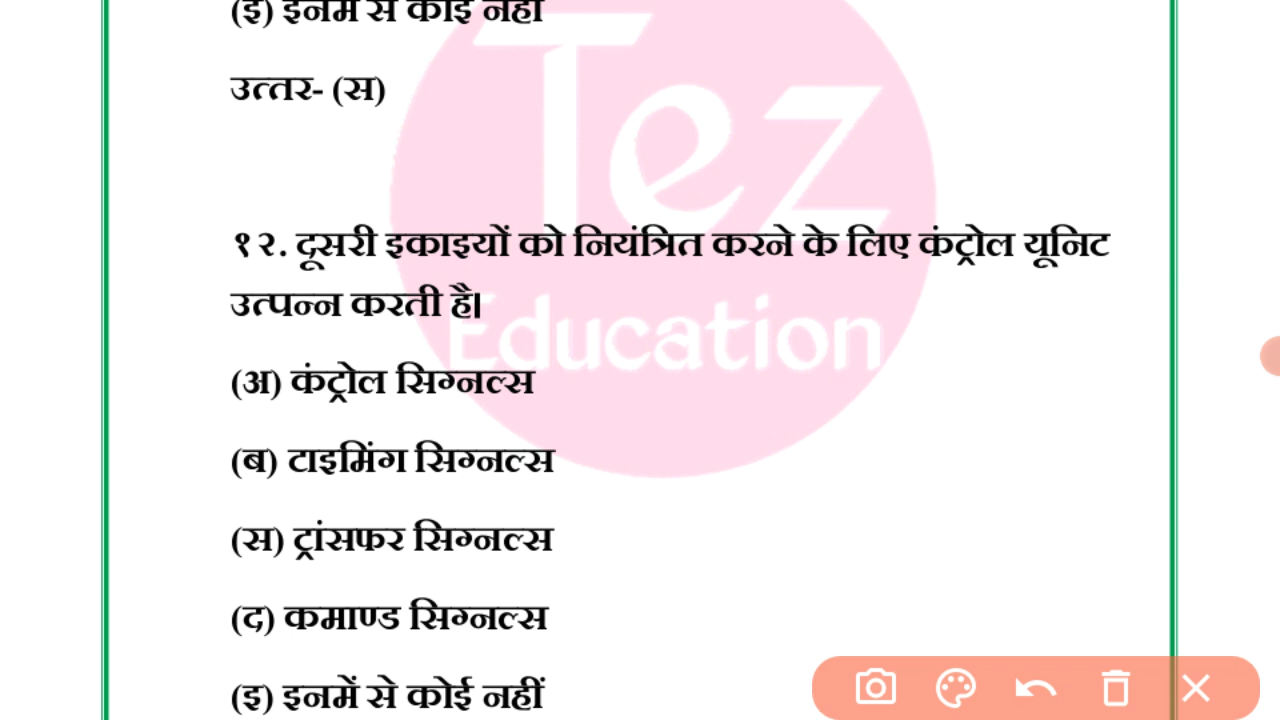 (इ) इनमें से कोई नहीं
उत्तर- (स)
Tez
१२. दूसरी इकाइयों को नियंत्रित करने के लिए कंट्रोल यूनिट
उत्पन्न करती है।
Education
(अ) कंट्रोल सिग्नल्स
(ब) टाइमिंग सिग्नल्स
(स) ट्रांसफर सिग्नल्स
(द) कमाण्ड सिग्नल्स
(इ) इनमें से कोई नहीं